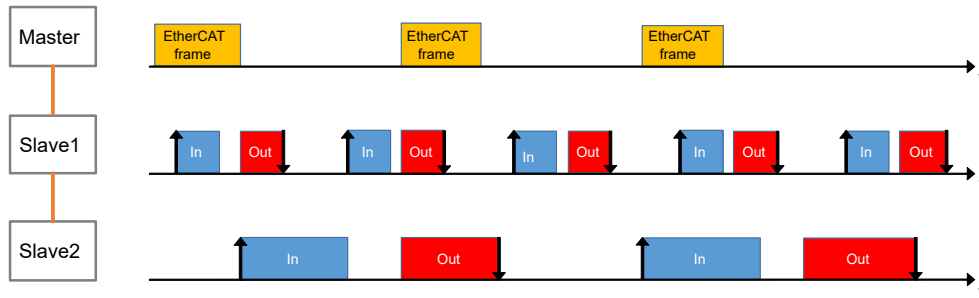 Master
EtherCAT
frame
EtherCAT
frame
EtherCAT
frame
Slave1
In
Out
In
Out
In
Out
In
Out
In
Out
Slave2
In
Out
In
Out